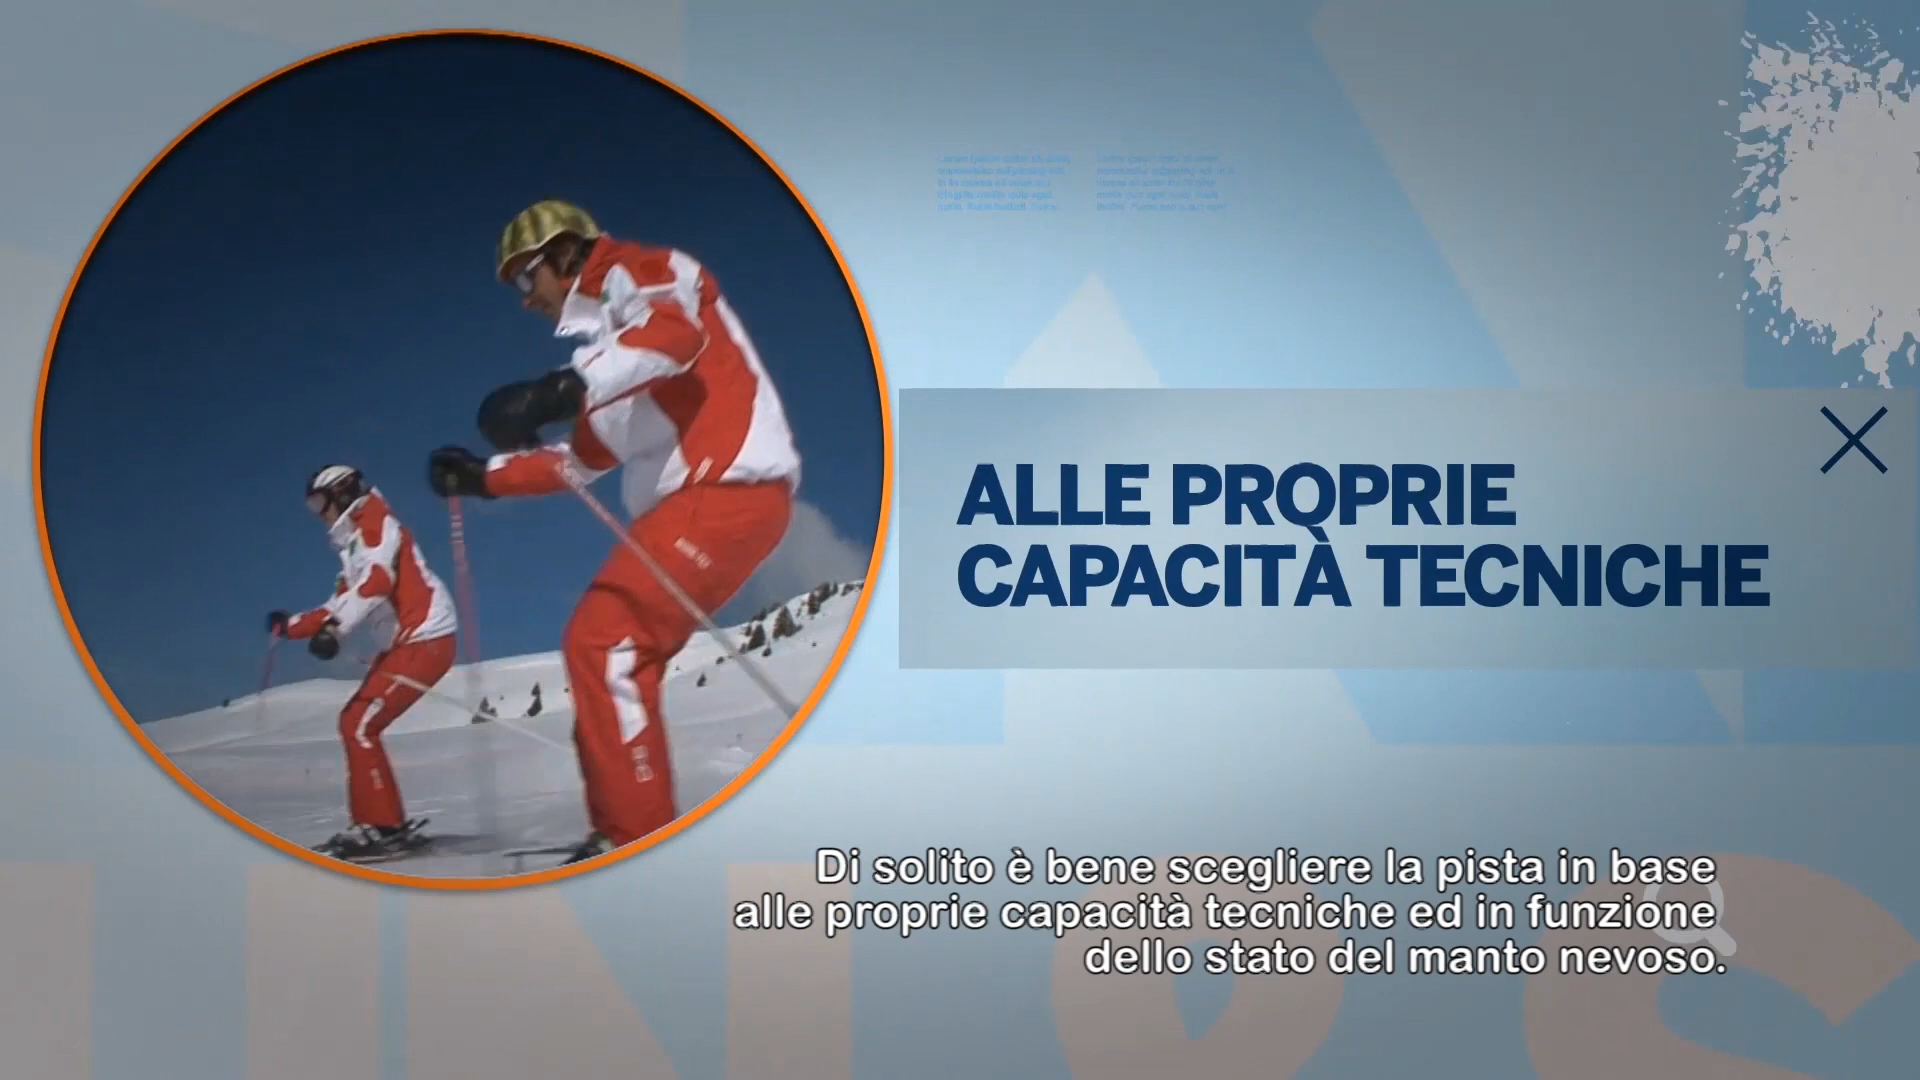 ALLE PROPRIE
CAPACITÀ TECNICHE
Di solito è bene scegliere la pista in base
alle proprie capacità tecniche ed in funzione
dello stato del manto nevoso.